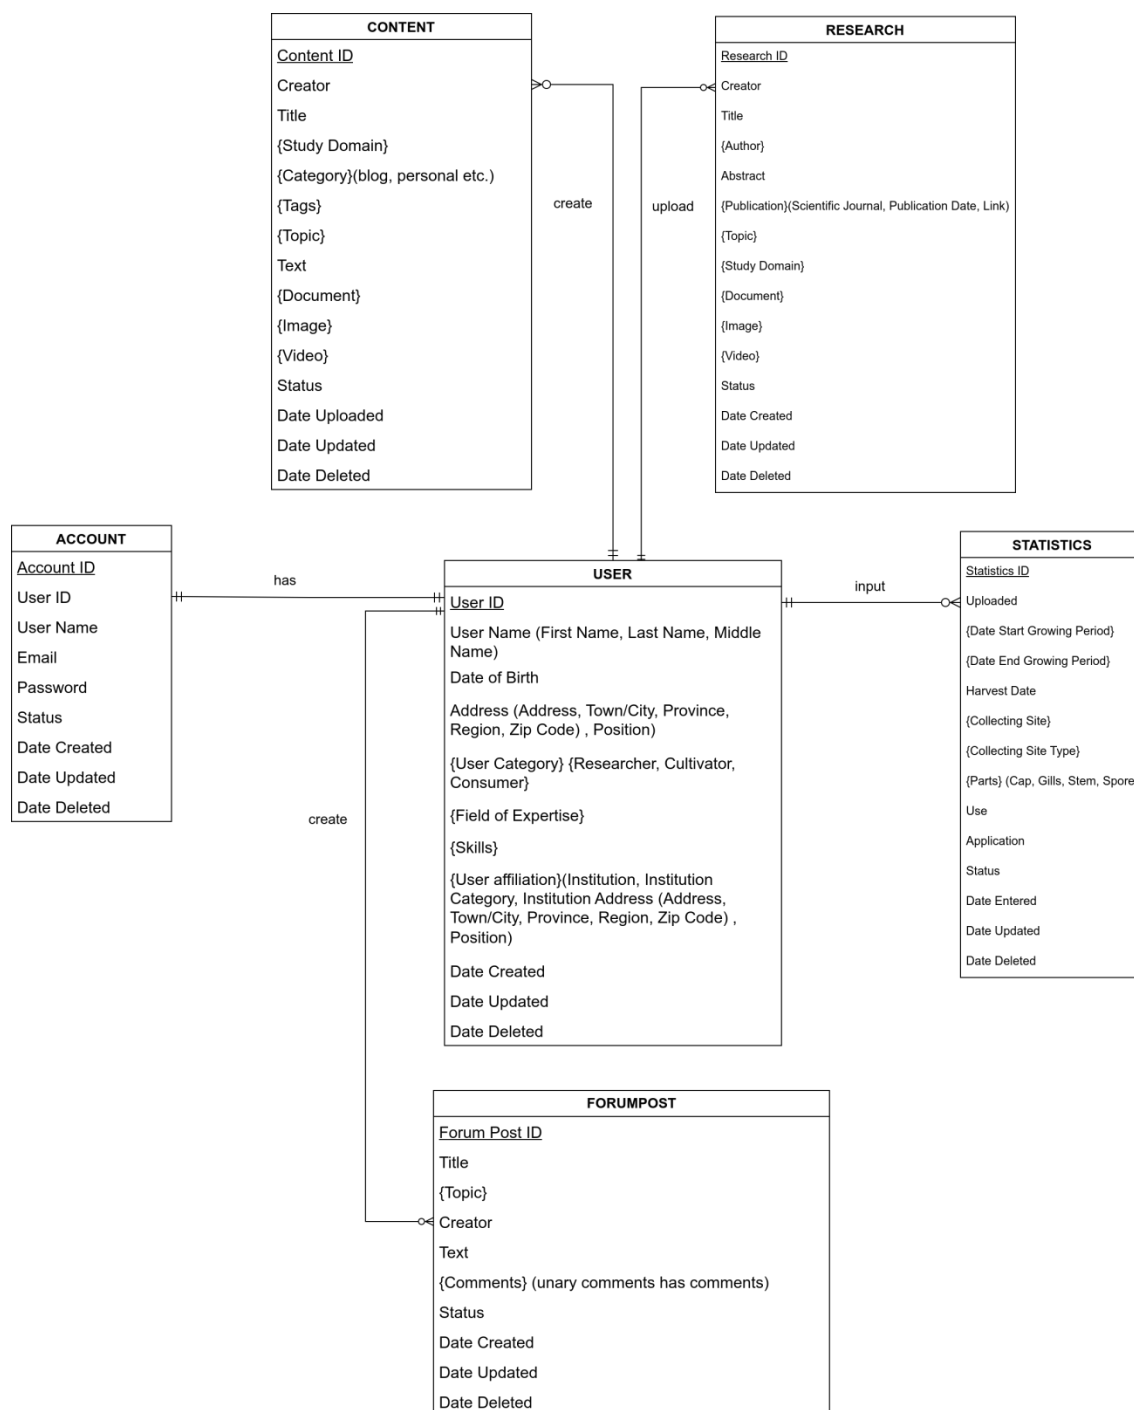 CONTENT
Content ID
Creator
Title
{Study Domain}
{Category}(blog, personal etc.)
{Tags}
{Topic}
Text
{Document}
{Image}
{Video}
Status
Date Uploaded
Date Updated
Date Deleted
RESEARCH
Research ID
Creator
Title
{Author}
Abstract
{Publication}(Scientific Journal, Publication Date, Link)
{Topic}
{Study Domain}
{Document}
{Image}
{Video}
Status
Date Created
Date Updated
Date Deleted
create
upload
ACCOUNT
Account ID
User ID
User Name
Email
Password
Status
Date Created
Date Updated
Date Deleted
has
USER
User ID
User Name (First Name, Last Name, Middle
Name)
Date of Birth
Address (Address, Town/City, Province,
Region, Zip Code) , Position)
{User Category} {Researcher, Cultivator,
Consumer}
{Field of Expertise}
{Skills}
{User affiliation}(Institution, Institution
Category, Institution Address (Address,
Town/City, Province, Region, Zip Code) ,
Position)
Date Created
Date Updated
Date Deleted
input
STATISTICS
Statistics ID
Uploaded
{Date Start Growing Period}
{Date End Growing Period}
Harvest Date
{Collecting Site}
{Collecting Site Type}
{Parts} (Cap, Gills, Stem, Spore
Use
Application
Status
Date Entered
Date Updated
Date Deleted
create
FORUMPOST
Forum Post ID
Title
{Topic}
Creator
Text
{Comments} (unary comments has comments)
Status
Date Created
Date Updated
Date Deleted